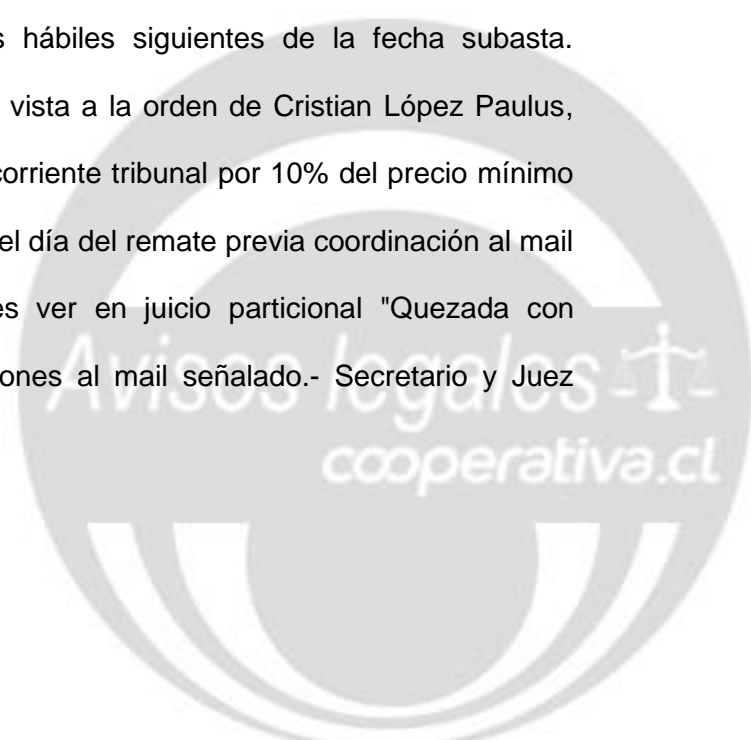 s hábiles siguientes de la fecha subasta.
vista a la orden de Cristian López Paulus,
corriente tribunal por 10% del precio mínimo
el día del remate previa coordinación al mail
es ver en juicio particional "Quezada con
iones al mail señalado.- Secretario y Juez
Avisos legales
cooperativa.cl